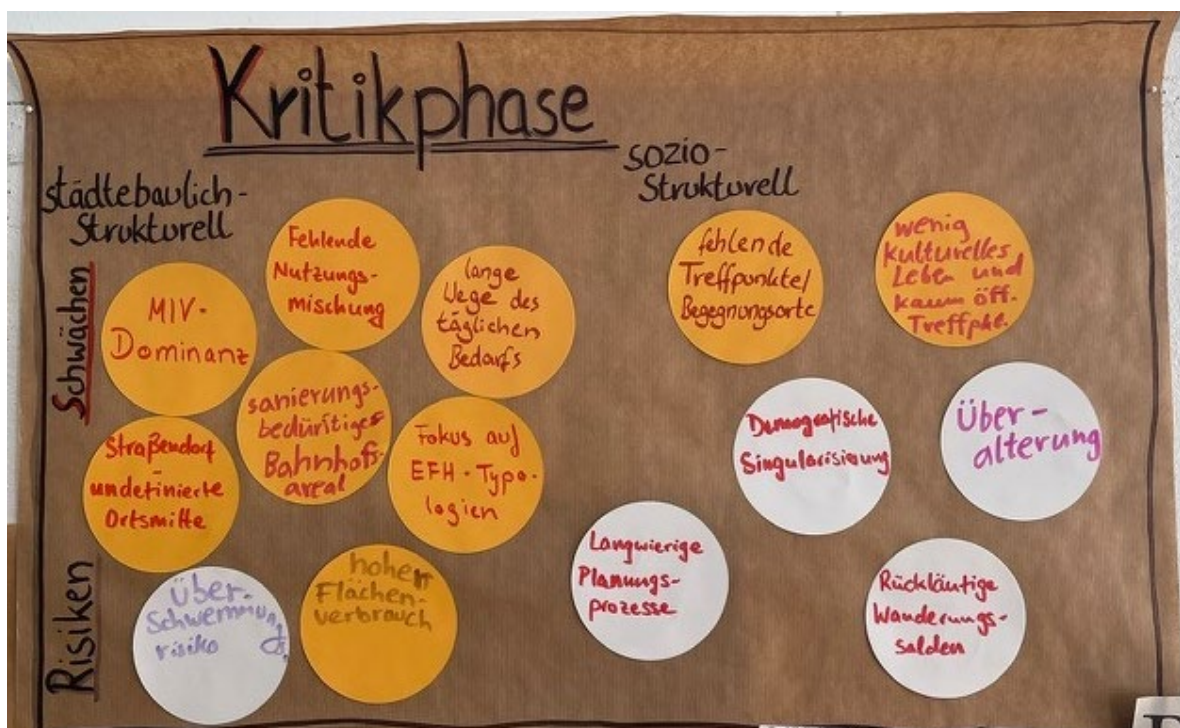 Kritikphase
städtebaulich-
Strukturell
sozio-
Strukturell
Schwächen
MIV-
Dominanz
Fehlende
Nutzungs-
mischung
lange
Wege des
täglichen
Bedarfs
Straßendorf
-
undefinierte
Ortsmitte
sanierungs-
bedürftiges
Bahnhofs-
areal
Fokus auf
EFH-Typo-
logien
fehlende
Treffpunkte/
Begegnungsorte
wenig
kulturelles
Leben und
kaum öff.
Treffpkt.
Demografische
Singularisierung
Über-
alterung
Risiken
Über-
Schwemmungs-
risiko
hoher
Flächen-
verbrauch
Langwierige
Planungs-
prozesse
Rückläufige
Wanderungs-
salden